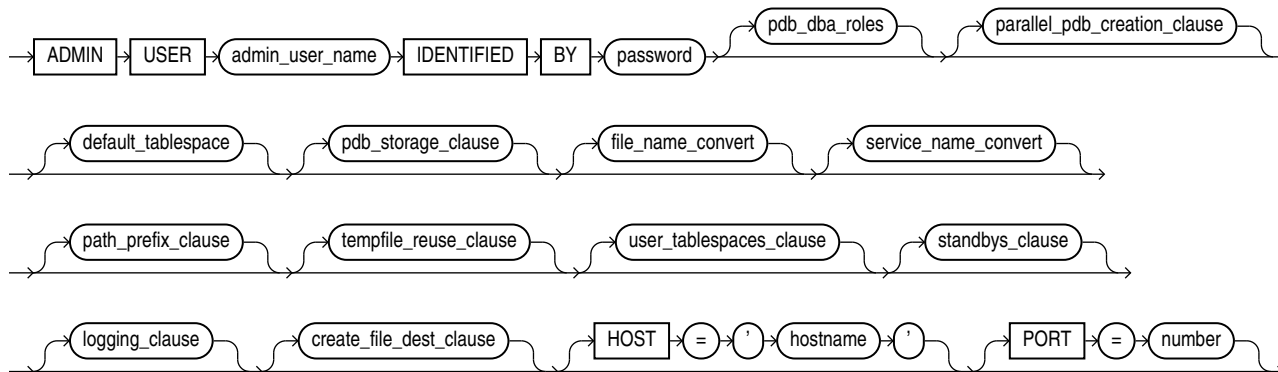 ADMIN USER admin_user_name IDENTIFIED BY password pdb_dba_roles parallel_pdb_creation_clause
default_tablespace pdb_storage_clause file_name_convert service_name_convert
path_prefix_clause tempfile_reuse_clause user_tablespaces_clause standbys_clause
logging_clause create_file_dest_clause HOST = ’ hostname ’ PORT = number